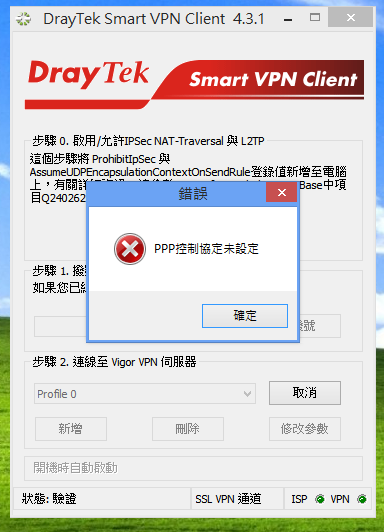 DrayTek Smart VPN Client 4.3.1
DrayTek Smart VPN Client
步驟 0. 啟用/允許IPSec NAT-Traversal 與 L2TP
這個步驟將 ProhibitIpSec 與
AssumeUDPEncapsulationContextOnSendRule登錄值新增至電腦
上，有關詳 Base中項
目Q240262
錯誤
PPP控制協定未設定
確定
步驟 1. 撥
如果您已
號
步驟 2. 連線至 Vigor VPN 伺服器
Profile 0
取消
新增
刪除
修改參數
開機時自動啟動
狀態: 驗證
SSL VPN 通道
ISP
VPN